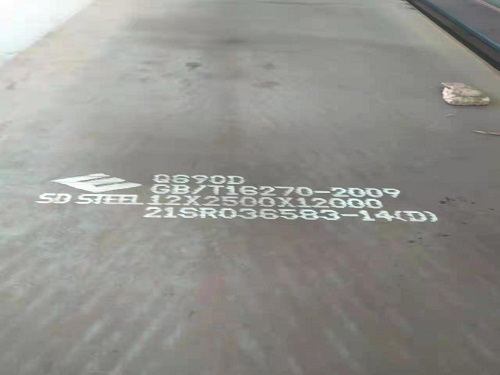 Q690D
GB/T16270-2009
SD STEEL 12X2500X12000
21SR036583-14(D)